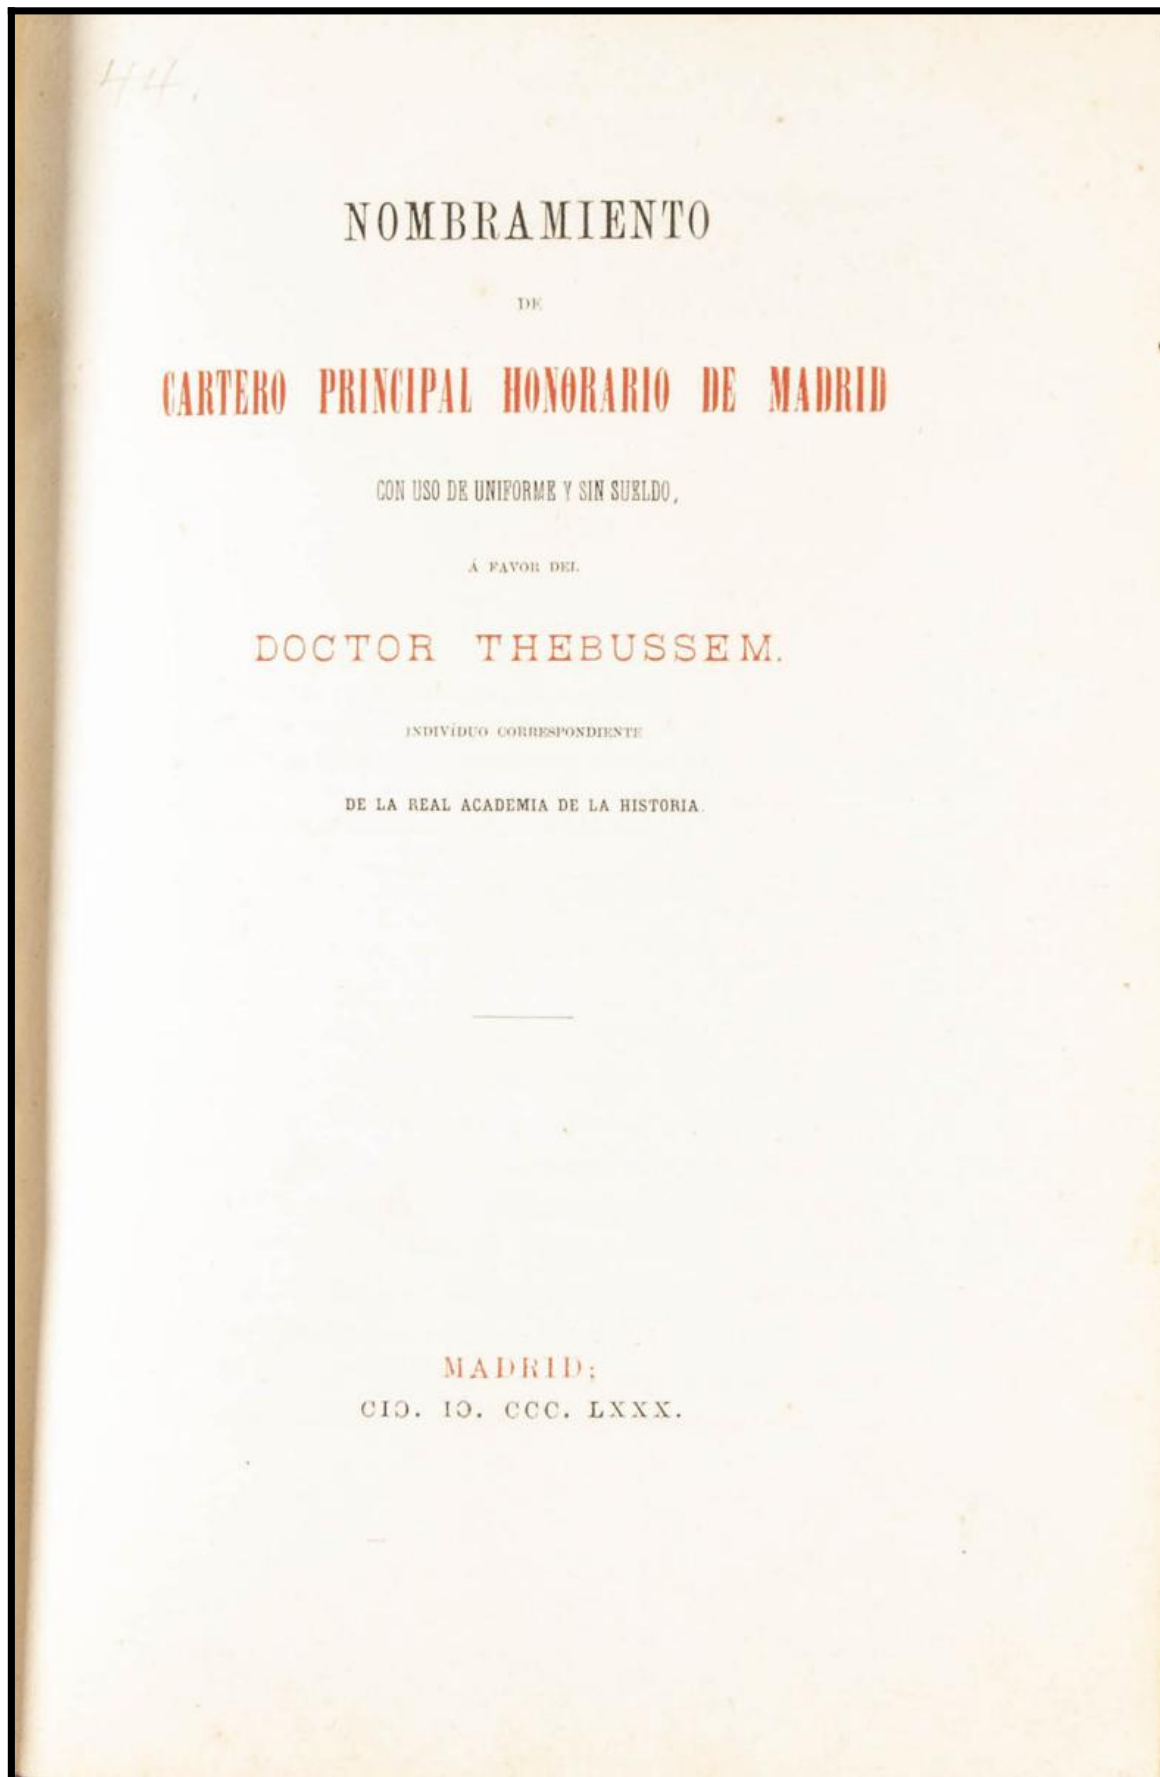 44.
NOMBRAMIENTO
DE
CARTERO PRINCIPAL HONORARIO DE MADRID
CON USO DE UNIFORME Y SIN SUELDO,
Á FAVOR DEL
DOCTOR THEBUSSEM.
INDIVÍDUO CORRESPONDIENTE
DE LA REAL ACADEMIA DE LA HISTORIA.
MADRID;
CIↃ. IↃ. CCC. LXXX.